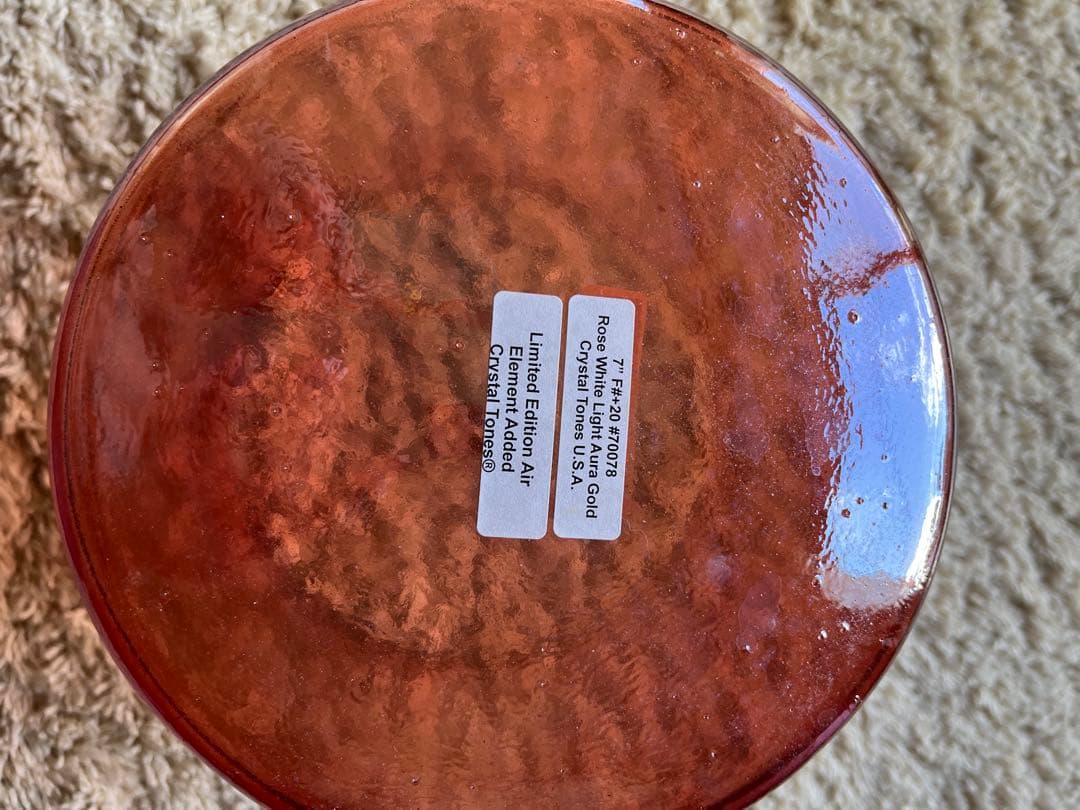 7" F#+20 #70078
Rose White Light Aura Gold
Crystal Tones U.S.A.
Limited Edition Air
Element Added
Crystal Tones®